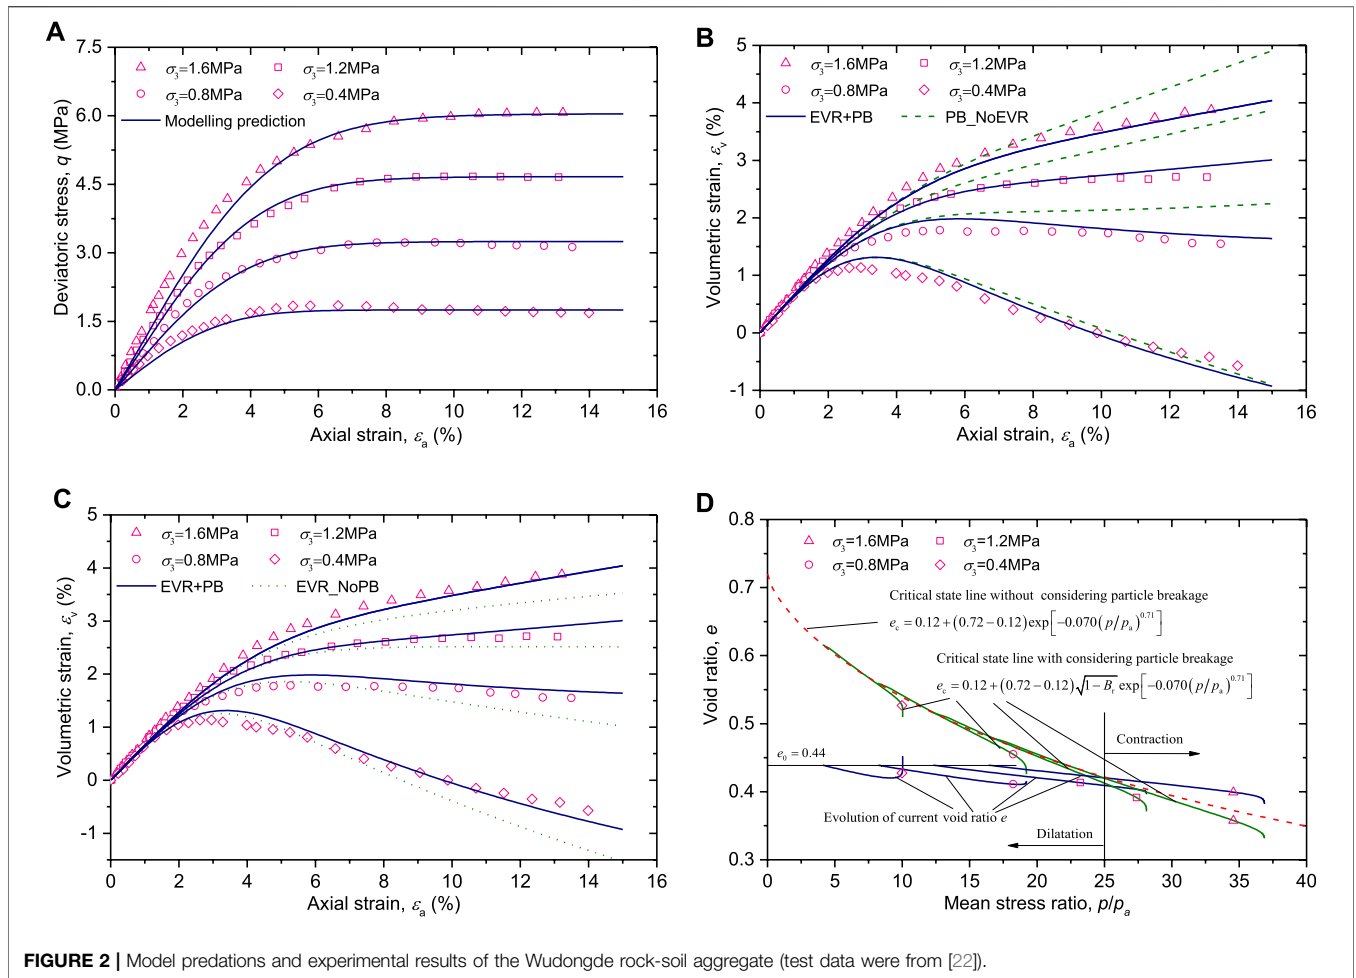 A
7.5
6.0
4.5
3.0
1.5
0.0
Deviatoric stress, q (MPa)
σ₃=1.6MPa
σ₃=1.2MPa
σ₃=0.8MPa
σ₃=0.4MPa
Modelling prediction
0 2 4 6 8 10 12 14 16
Axial strain, εₐ (%)
B
5
4
3
2
1
0
-1
Volumetric strain, εᵥ (%)
σ₃=1.6MPa
σ₃=1.2MPa
σ₃=0.8MPa
σ₃=0.4MPa
EVR+PB
PB_NoEVR
0 2 4 6 8 10 12 14 16
Axial strain, εₐ (%)
C
5
4
3
2
1
0
-1
Volumetric strain, εᵥ (%)
σ₃=1.6MPa
σ₃=1.2MPa
σ₃=0.8MPa
σ₃=0.4MPa
EVR+PB
EVR_NoPB
0 2 4 6 8 10 12 14 16
Axial strain, εₐ (%)
D
0.8
0.7
0.6
0.5
0.4
0.3
Void ratio, e
σ₃=1.6MPa
σ₃=1.2MPa
σ₃=0.8MPa
σ₃=0.4MPa
Critical state line without considering particle breakage
e_c = 0.12+(0.72−0.12)exp[−0.070(p/pₐ)^0.71]
Critical state line with considering particle breakage
e_c = 0.12+(0.72−0.12)√(1−Bᵣ) exp[−0.070(p/pₐ)^0.71]
Contraction
e₀ = 0.44
Evolution of current void ratio e
Dilatation
0 5 10 15 20 25 30 35 40
Mean stress ratio, p/pₐ
FIGURE 2 | Model predations and experimental results of the Wudongde rock-soil aggregate (test data were from [22]).